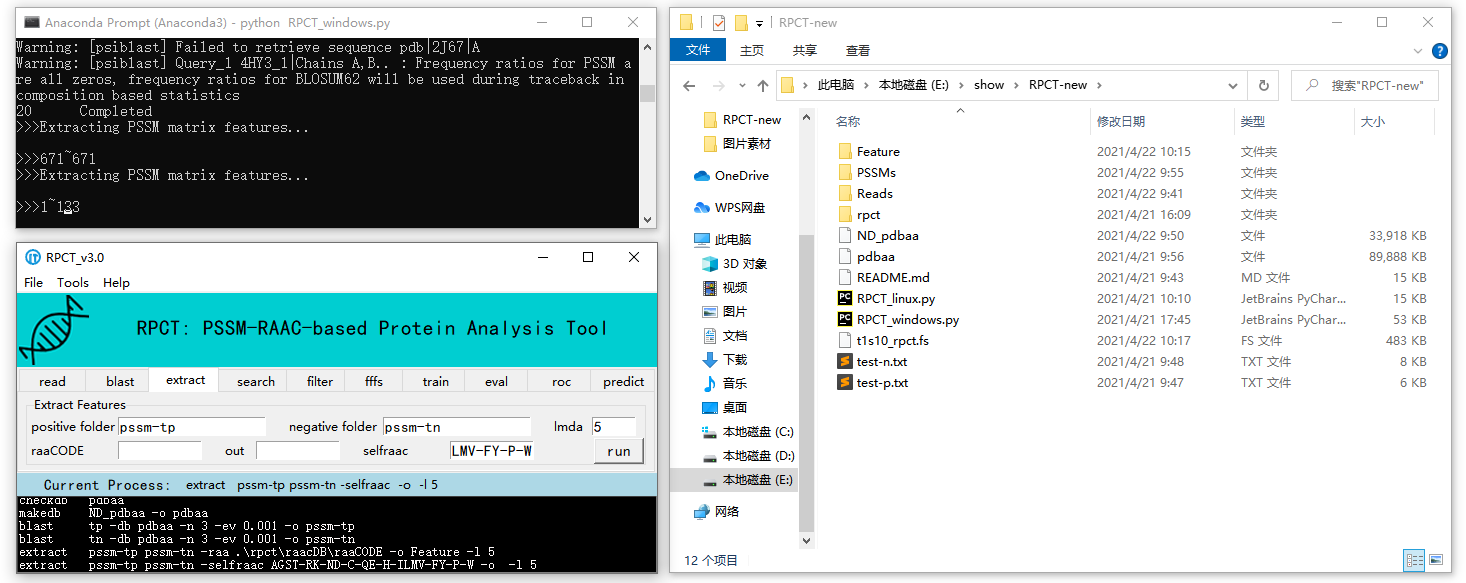 Anaconda Prompt (Anaconda3) - python  RPCT_windows.py
Warning: [psiblast] Failed to retrieve sequence pdb|2J67|A
Warning: [psiblast] Query_1 4HY3_1|Chains A,B.. : Frequency ratios for PSSM a
re all zeros, frequency ratios for BLOSUM62 will be used during traceback in
composition based statistics
20      Completed
>>>Extracting PSSM matrix features...
>>>671~671
>>>Extracting PSSM matrix features...
>>>1~133
RPCT_v3.0
File Tools Help
RPCT: PSSM-RAAC-based Protein Analysis Tool
read blast extract search filter fffs train eval roc predict
Extract Features
positive folder pssm-tp negative folder pssm-tn lmda 5
raaCODE out selfraac LMV-FY-P-W run
Current Process: extract pssm-tp pssm-tn -selfraac -o -l 5
checkdb pdbaa
makedb ND_pdbaa -o pdbaa
blast tp -db pdbaa -n 3 -ev 0.001 -o pssm-tp
blast tn -db pdbaa -n 3 -ev 0.001 -o pssm-tn
extract pssm-tp pssm-tn -raa .\rpct\raacDB\raaCODE -o Feature -l 5
extract pssm-tp pssm-tn -selfraac AGST-RK-ND-C-QE-H-ILMV-FY-P-W -o  -l 5
RPCT-new
文件 主页 共享 查看
此电脑 > 本地磁盘 (E:) > show > RPCT-new >
搜索"RPCT-new"
RPCT-new
图片素材
OneDrive
WPS网盘
此电脑
3D 对象
视频
图片
文档
下载
音乐
桌面
本地磁盘 (C:)
本地磁盘 (D:)
本地磁盘 (E:)
网络
名称 修改日期 类型 大小
Feature 2021/4/22 10:15 文件夹
PSSMs 2021/4/22 9:55 文件夹
Reads 2021/4/22 9:41 文件夹
rpct 2021/4/21 16:09 文件夹
ND_pdbaa 2021/4/22 9:50 文件 33,918 KB
pdbaa 2021/4/21 9:56 文件 89,888 KB
README.md 2021/4/21 9:43 MD 文件 15 KB
RPCT_linux.py 2021/4/21 10:10 JetBrains PyChar... 15 KB
RPCT_windows.py 2021/4/21 17:45 JetBrains PyChar... 53 KB
t1s10_rpct.fs 2021/4/22 10:17 FS 文件 483 KB
test-n.txt 2021/4/21 9:48 TXT 文件 8 KB
test-p.txt 2021/4/21 9:47 TXT 文件 6 KB
12 个项目